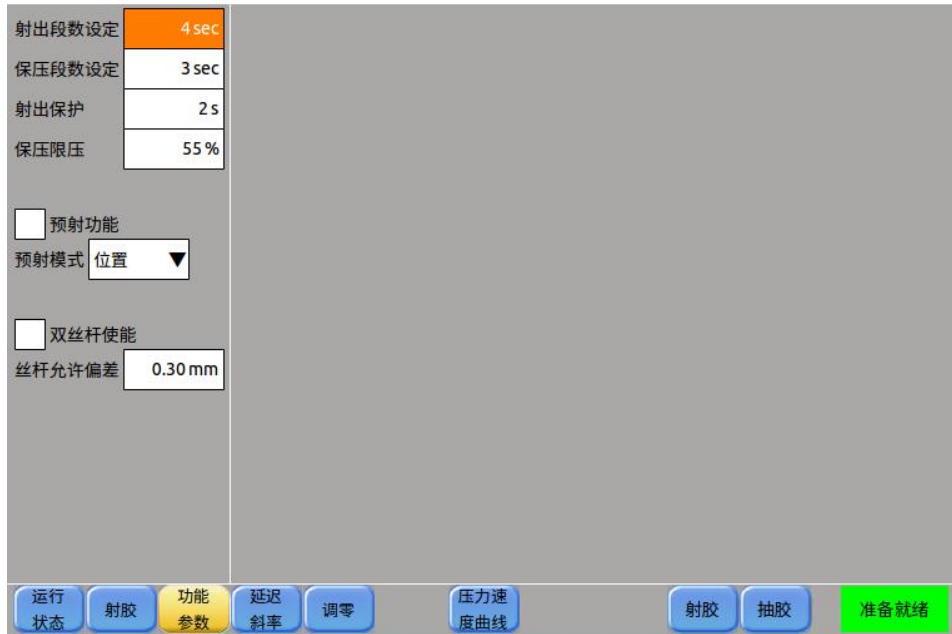 射出段数设定 4 sec
保压段数设定 3 sec
射出保护 2 s
保压限压 55 %
预射功能
预射模式 位置
双丝杆使能
丝杆允许偏差 0.30 mm
运行
状态
射胶
功能
参数
延迟
斜率
调零
压力速
度曲线
射胶
抽胶
准备就绪